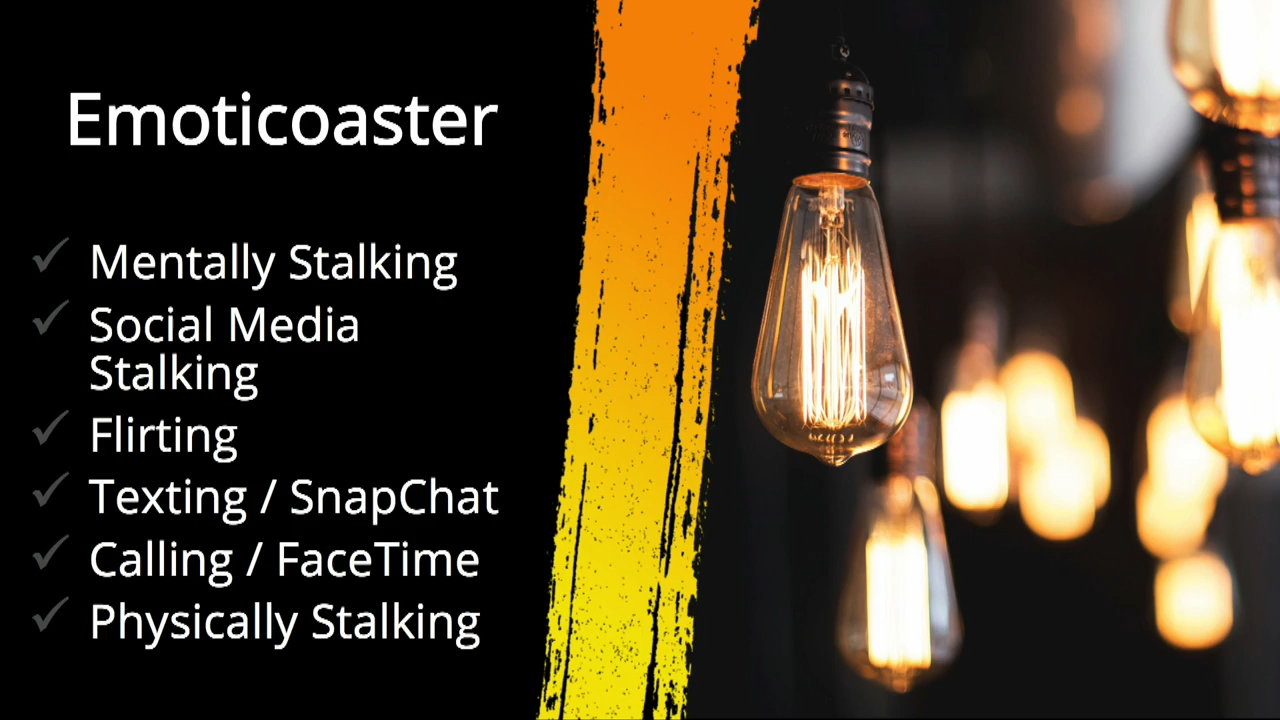 Emoticoaster
Mentally Stalking
Social Media
Stalking
Flirting
Texting / SnapChat
Calling / FaceTime
Physically Stalking